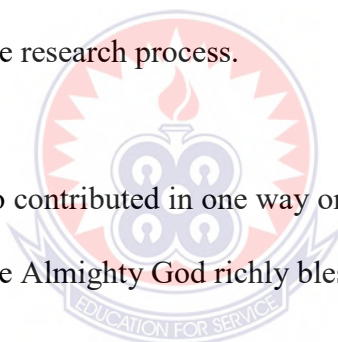 e research process.
o contributed in one way or
e Almighty God richly bles
EDUCATION FOR SERVICE